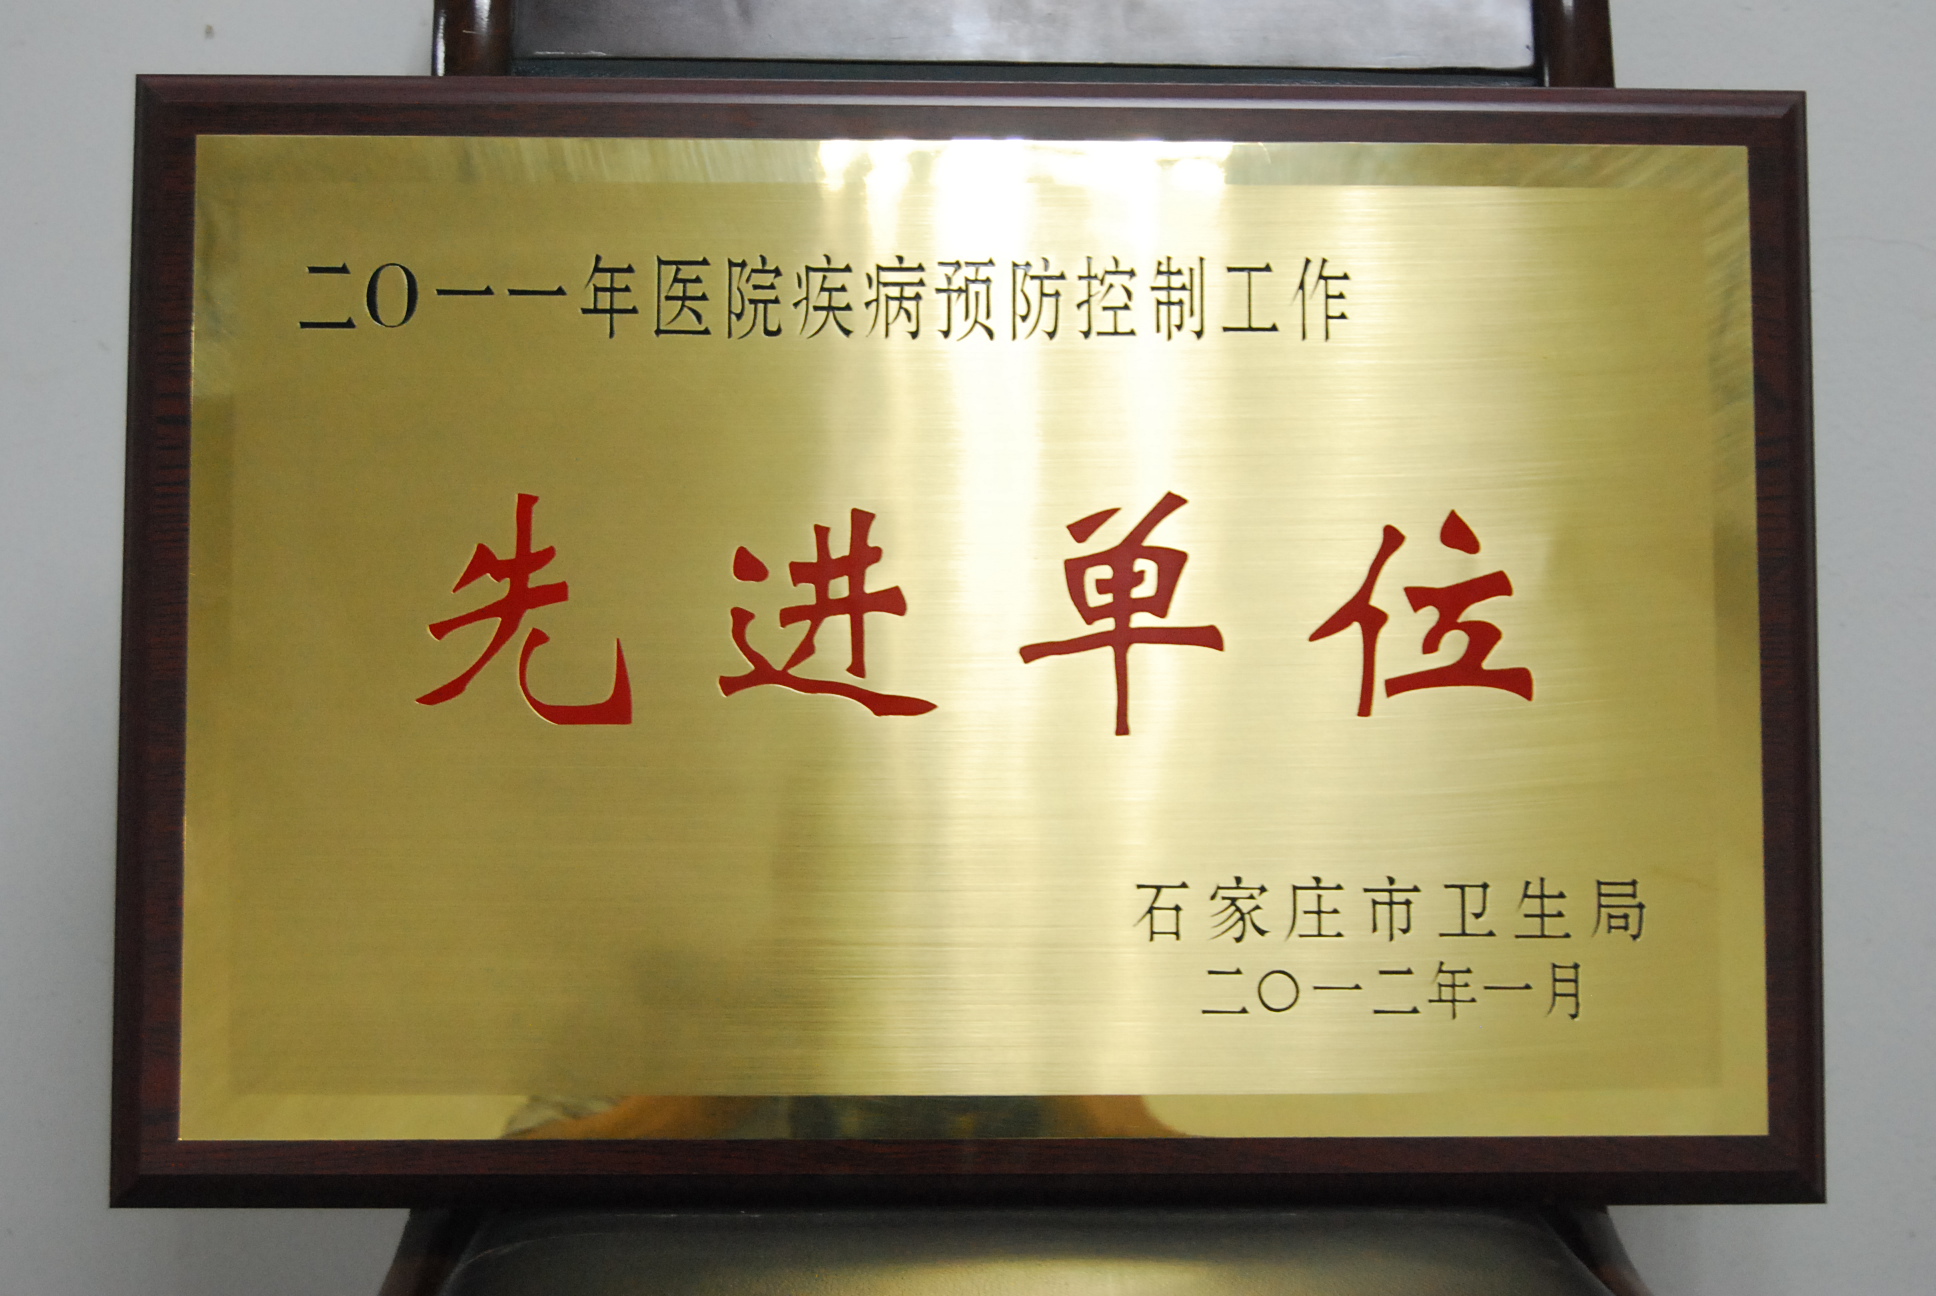 二〇一一年医院疾病预防控制工作
先进单位
石家庄市卫生局
二〇一二年一月